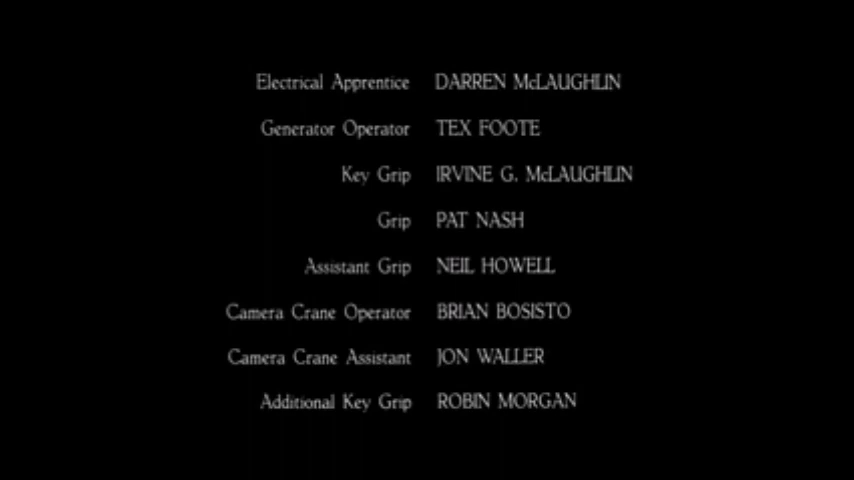 Electrical Apprentice DARREN McLAUGHLIN
Generator Operator TEX FOOTE
Key Grip IRVINE G. McLAUGHLIN
Grip PAT NASH
Assistant Grip NEIL HOWELL
Camera Crane Operator BRIAN BOSISTO
Camera Crane Assistant JON WALLER
Additional Key Grip ROBIN MORGAN